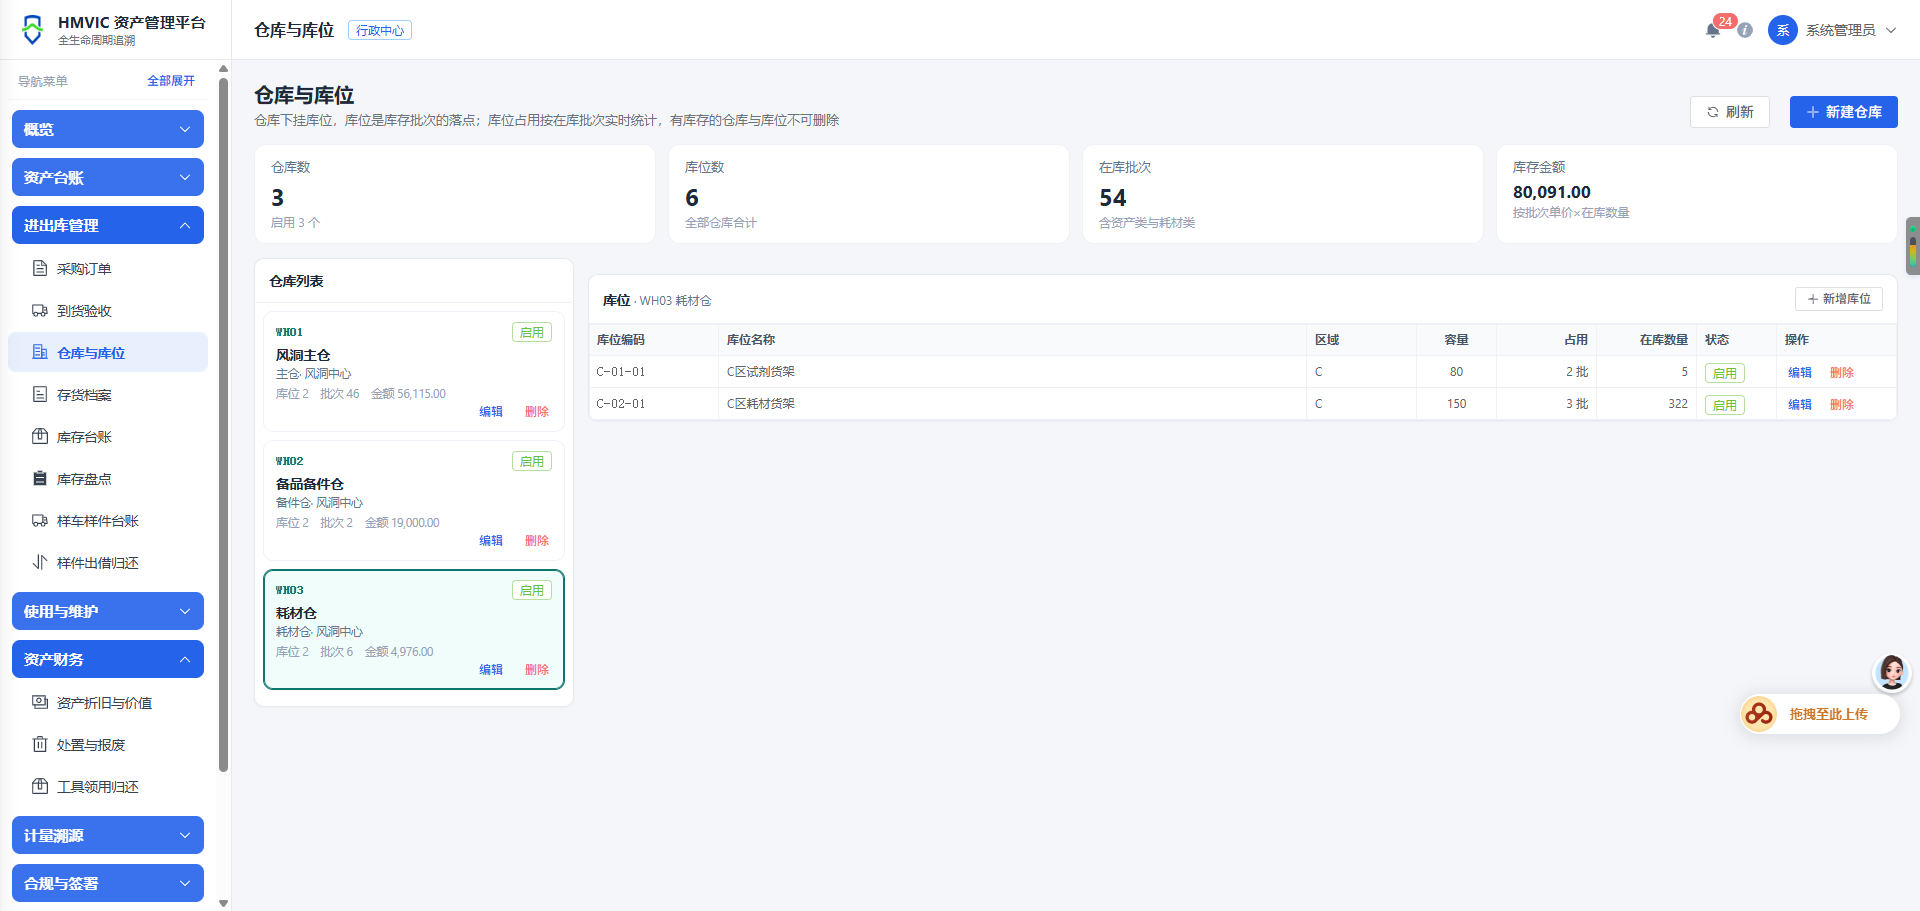 HMVIC 资产管理平台
全生命周期追溯
仓库与库位
行政中心
24
系
系统管理员
导航菜单
全部展开
概览
资产台账
进出库管理
采购订单
到货验收
仓库与库位
存货档案
库存台账
库存盘点
样车样件台账
样件出借归还
使用与维护
资产财务
资产折旧与价值
处置与报废
工具领用归还
计量溯源
合规与签署
仓库与库位
仓库下挂库位，库位是库存批次的落点；库位占用按在库批次实时统计，有库存的仓库与库位不可删除
刷新
新建仓库
仓库数
3
启用 3 个
库位数
6
全部仓库合计
在库批次
54
含资产类与耗材类
库存金额
80,091.00
按批次单价×在库数量
仓库列表
WH01
启用
风洞主仓
主仓· 风洞中心
库位 2 批次 46 金额 56,115.00
编辑 删除
WH02
启用
备品备件仓
备件仓· 风洞中心
库位 2 批次 2 金额 19,000.00
编辑 删除
WH03
启用
耗材仓
耗材仓· 风洞中心
库位 2 批次 6 金额 4,976.00
编辑 删除
库位 · WH03 耗材仓
新增库位
库位编码 库位名称 区域 容量 占用 在库数量 状态 操作
C-01-01 C区试剂货架 C 80 2 批 5 启用 编辑 删除
C-02-01 C区耗材货架 C 150 3 批 322 启用 编辑 删除
拖拽至此上传